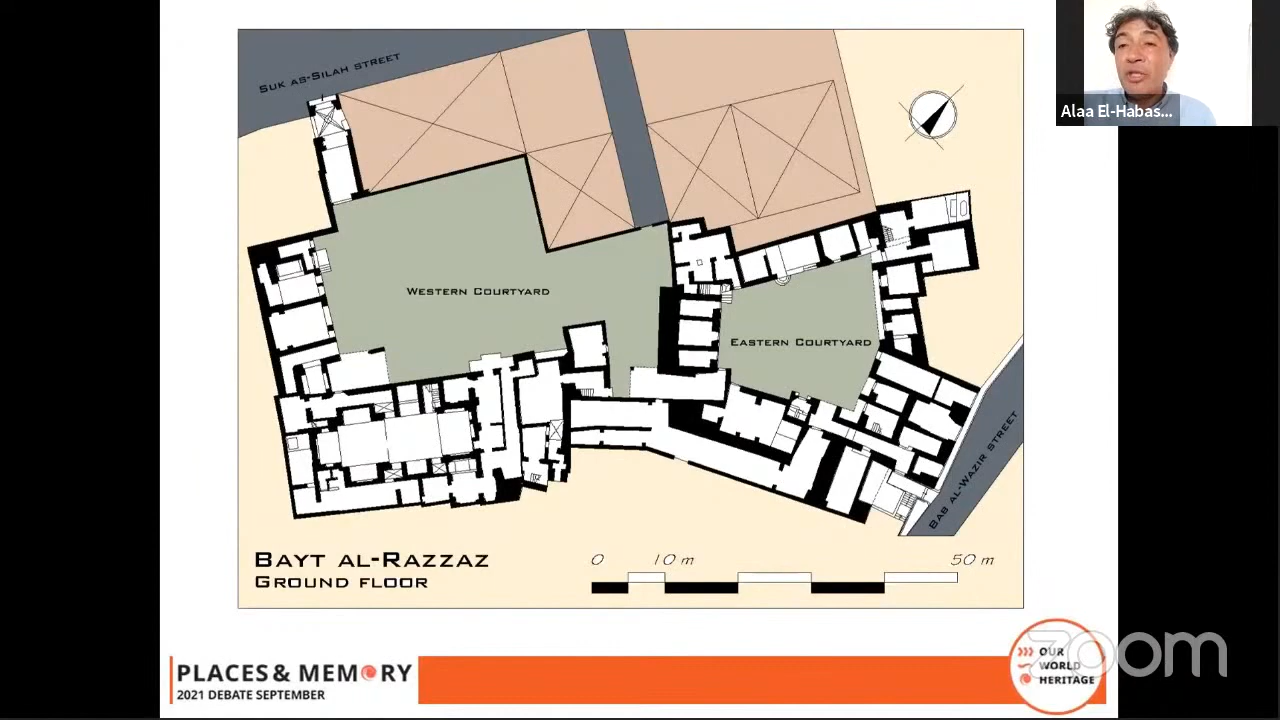 SUK AS-SILAH STREET
Alaa El-Habas...
WESTERN COURTYARD
EASTERN COURTYARD
BAB AL-WAZIR STREET
BAYT AL-RAZZAZ
GROUND FLOOR
0 10 m 50 m
PLACES & MEMORY
2021 DEBATE SEPTEMBER
OUR
WORLD
HERITAGE
zoom